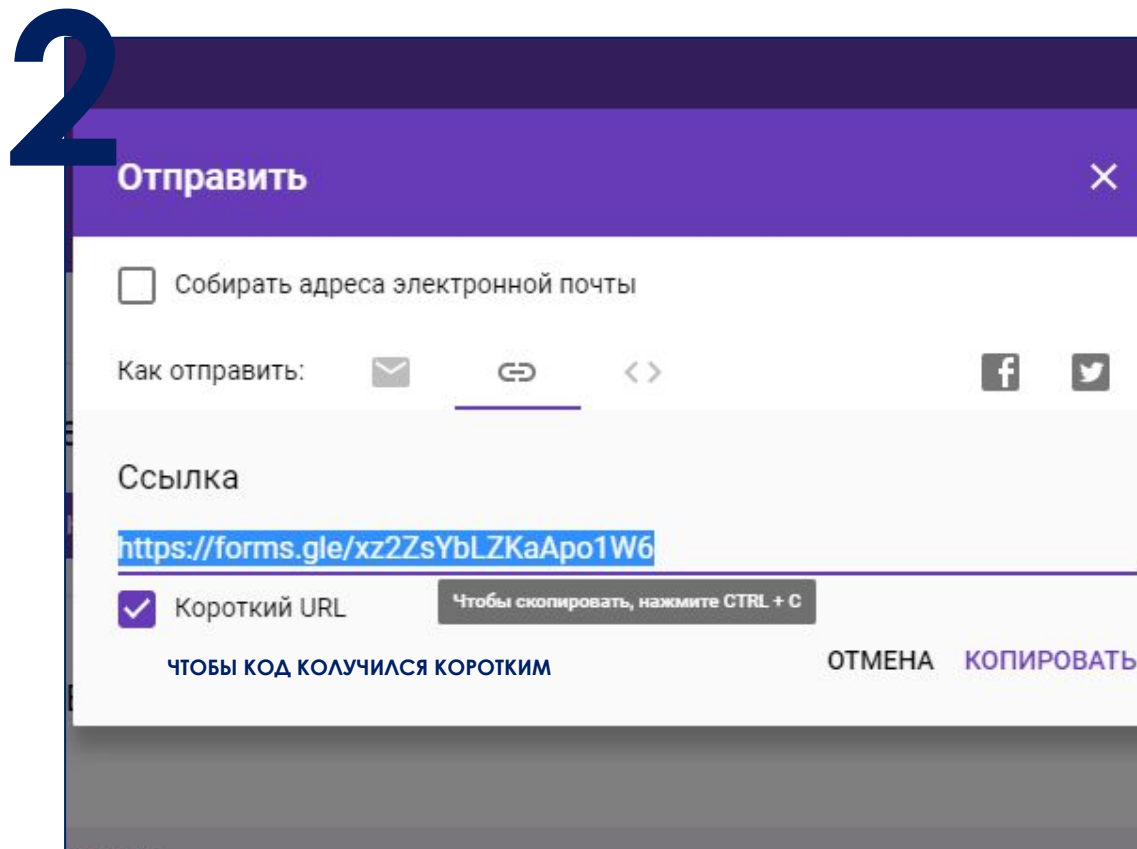 2
Отправить
Собирать адреса электронной почты
Как отправить:
Ссылка
https://forms.gle/xz2ZsYbLZKaApo1W6
Короткий URL
Чтобы скопировать, нажмите CTRL + C
ЧТОБЫ КОД КОЛУЧИЛСЯ КОРОТКИМ
ОТМЕНА КОПИРОВАТЬ